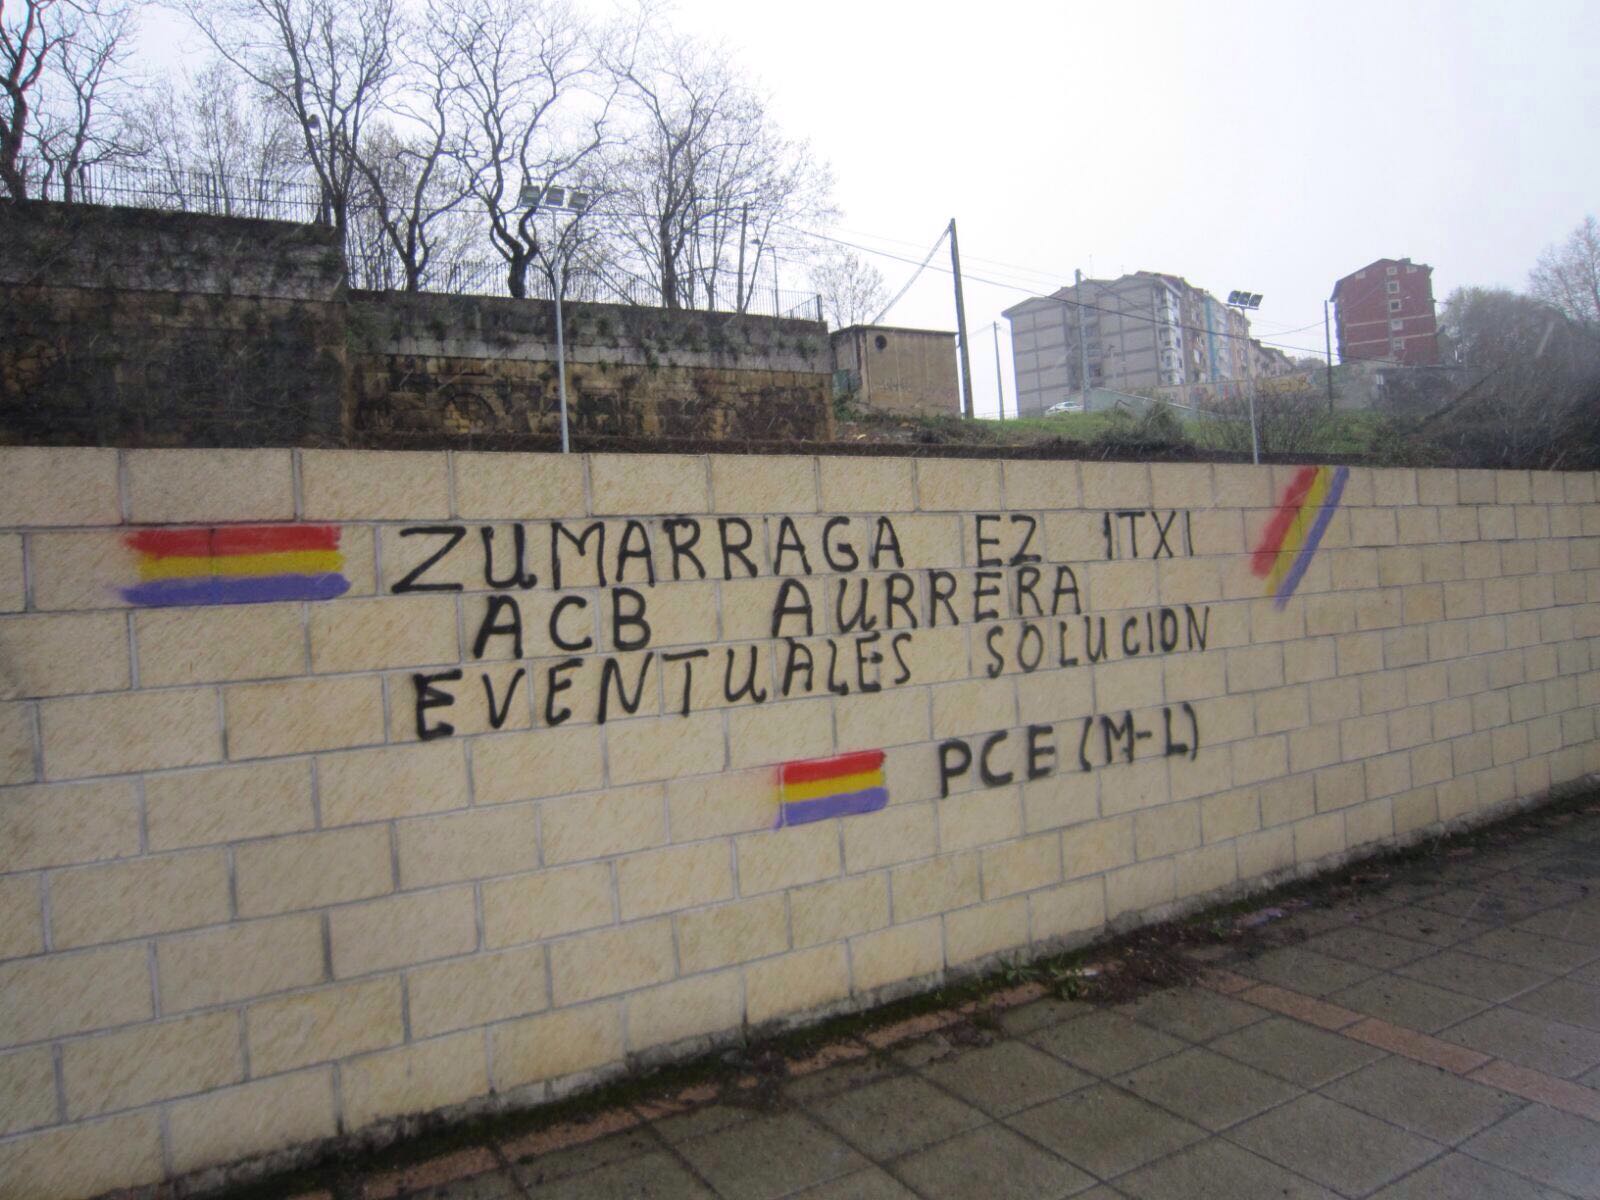 ZUMARRAGA EZ ITXI
ACB AURRERA
EVENTUALES SOLUCION
PCE (M-L)